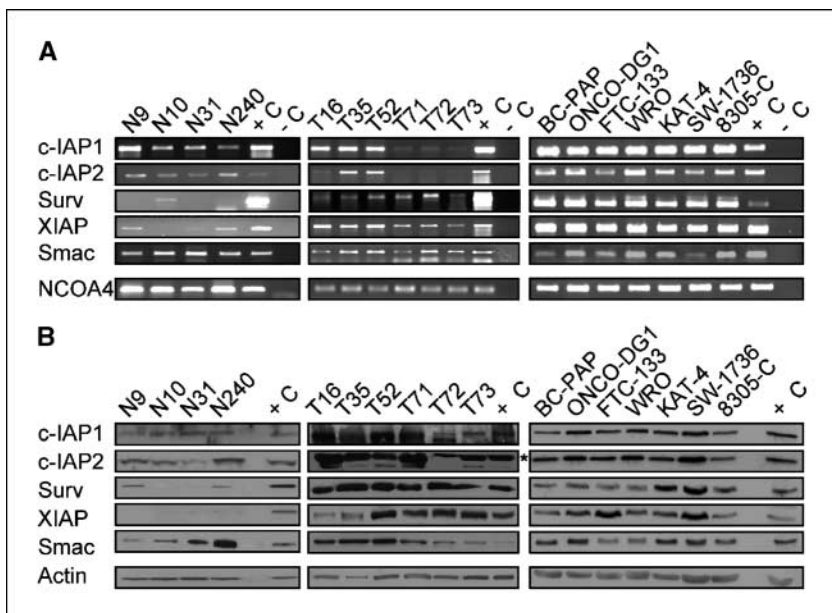 A
N9 N10 N31 N240 + C - C T16 T35 T52 T71 T72 T73 + C - C BC-PAP ONCO-DG1 FTC-133 WRO KAT-4 SW-1736 8305-C + C - C
c-IAP1
c-IAP2
Surv
XIAP
Smac
NCOA4
B
N9 N10 N31 N240 + C T16 T35 T52 T71 T72 T73 + C BC-PAP ONCO-DG1 FTC-133 WRO KAT-4 SW-1736 8305-C + C
c-IAP1
c-IAP2 *
Surv
XIAP
Smac
Actin